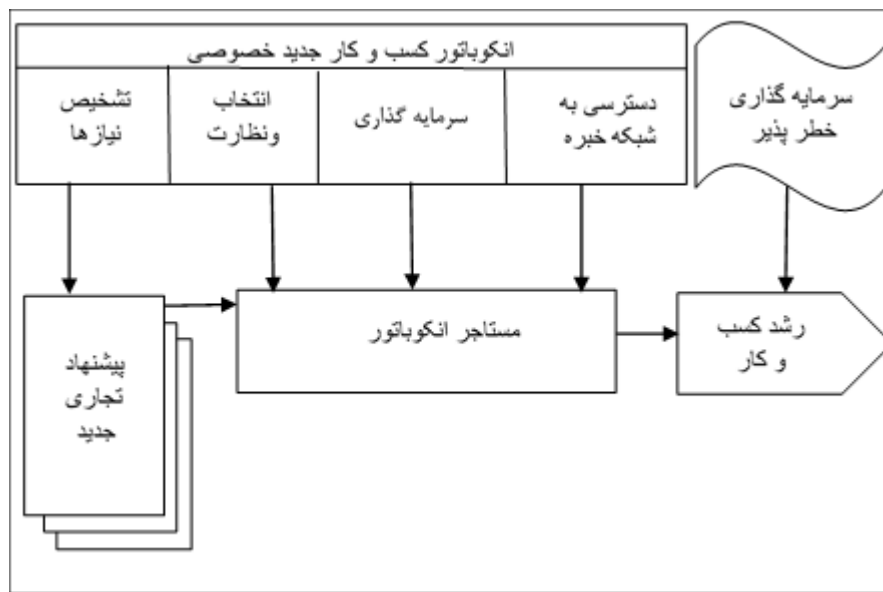 انکوباتور کسب و کار جدید خصوصی
سرمایه گذاری
خطر پذیر
دسترسی به
شبکه خبره
سرمایه گذاری
انتخاب
ونظارت
تشخیص
نیازها
رشد کسب
و کار
مستاجر انکوباتور
پیشنهاد
تجاری
جدید